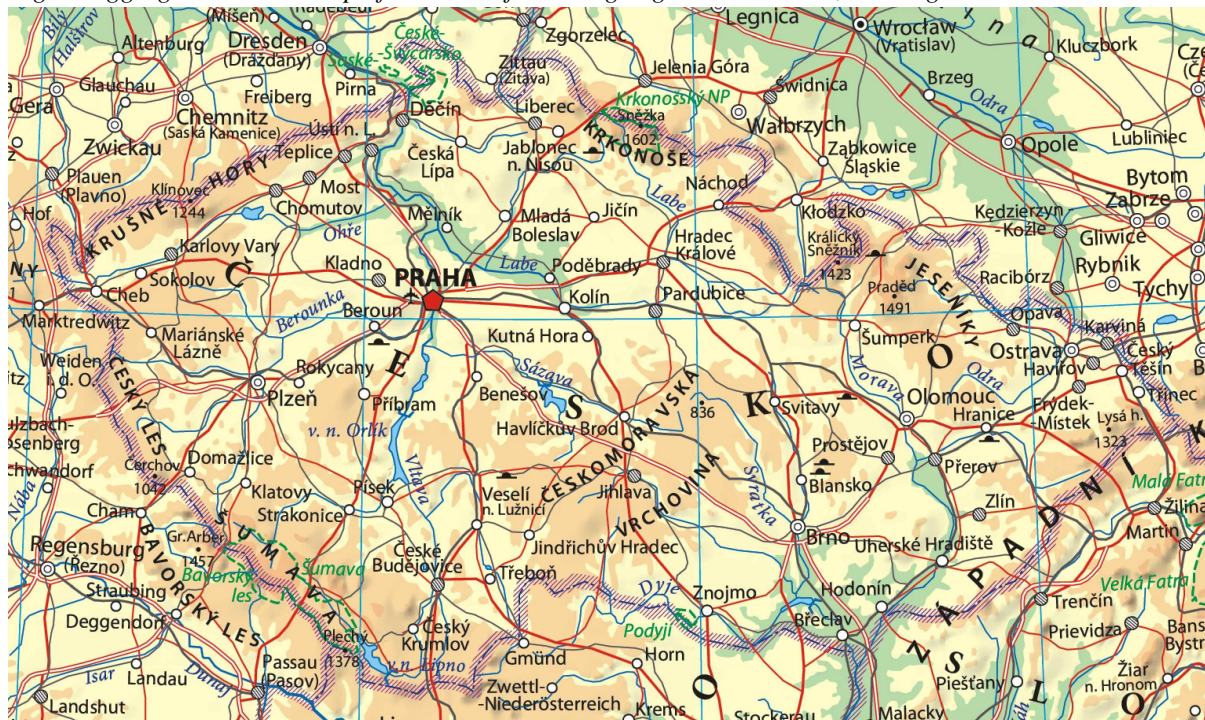 Míšeň
Legnica
Wrocław
(Vratislav)
Kluczbork
Bílý
Halštrov
Altenburg
Dresden
(Drážďany)
České-
-Švýcarsko
Saské-
Zgorzelec
Żittau
(Žitava)
Jelenia Góra
Świdnica
Brzeg
Odra
Glauchau
Gera
Freiberg
Pirna
Děčín
Liberec
Krkonošský NP
Sněžka
1602
KRKONOŠE
Wałbrzych
Lubliniec
Chemnitz
(Saská Kamenice)
Zwickau
Ústí n. L.
Teplice
Česká
Lípa
Jablonec
n. Nisou
Ząbkowice
Śląskie
Opole
Plauen
(Plavno)
Klínovec
1244
KRUŠNÉ HORY
Most
Chomutov
Mělník
Mladá
Boleslav
Jičín
Labe
Náchod
Kłodzko
Kędzierzyn
-Koźle
Bytom
Zabrze
Gliwice
Hof
Karlovy Vary
Ohře
Sokolov
Kladno
PRAHA
Labe
Poděbrady
Hradec
Králové
Králický
Sněžník
1423
Praděd
1491
JESENÍKY
Racibórz
Rybnik
Tychy
Cheb
Marktredwitz
Mariánské
Lázně
Berounka
Beroun
Kolín
Pardubice
Kutná Hora
Šumperk
Opava
Karviná
Ostrava
Havířov
Český
Těšín
Weiden
i. d. O.
ČESKÝ LES
Rokycany
Plzeň
Příbram
Benešov
Sázava
Havlíčkův Brod
836
Svitavy
Morava
Olomouc
Odra
Hranice
Frýdek-
-Místek
Lysá h.
1323
Třinec
Č E S K O
v. n. Orlík
Vltava
Čerchov
1042
Domažlice
Klatovy
Strakonice
Písek
Veselí
n. Lužnicí
ČESKOMORAVSKÁ
VRCHOVINA
Jihlava
Svratka
Prostějov
Blansko
Přerov
Zlín
Malá Fatra
Žilina
Martin
Nába
Cham
Gr. Arber
1457
ŠUMAVA
BAVORSKÝ LES
Regensburg
(Řezno)
Bavorský
les
Šumava
České
Budějovice
Jindřichův Hradec
Třeboň
Brno
Uherské Hradiště
Straubing
Deggendorf
Plechý
1378
Český
Krumlov
v.n. Lipno
Dyje
Podyjí
Znojmo
Břeclav
Hodonín
Velká Fatra
Trenčín
Prievidza
Isar
Landau
Dunaj
Passau
(Pasov)
Gmünd
Horn
Zwettl-
-Niederösterreich
Piešťany
Žiar
n. Hronom
Landshut
Krems
Stockerau
Malacky
ZÁPADNÍ